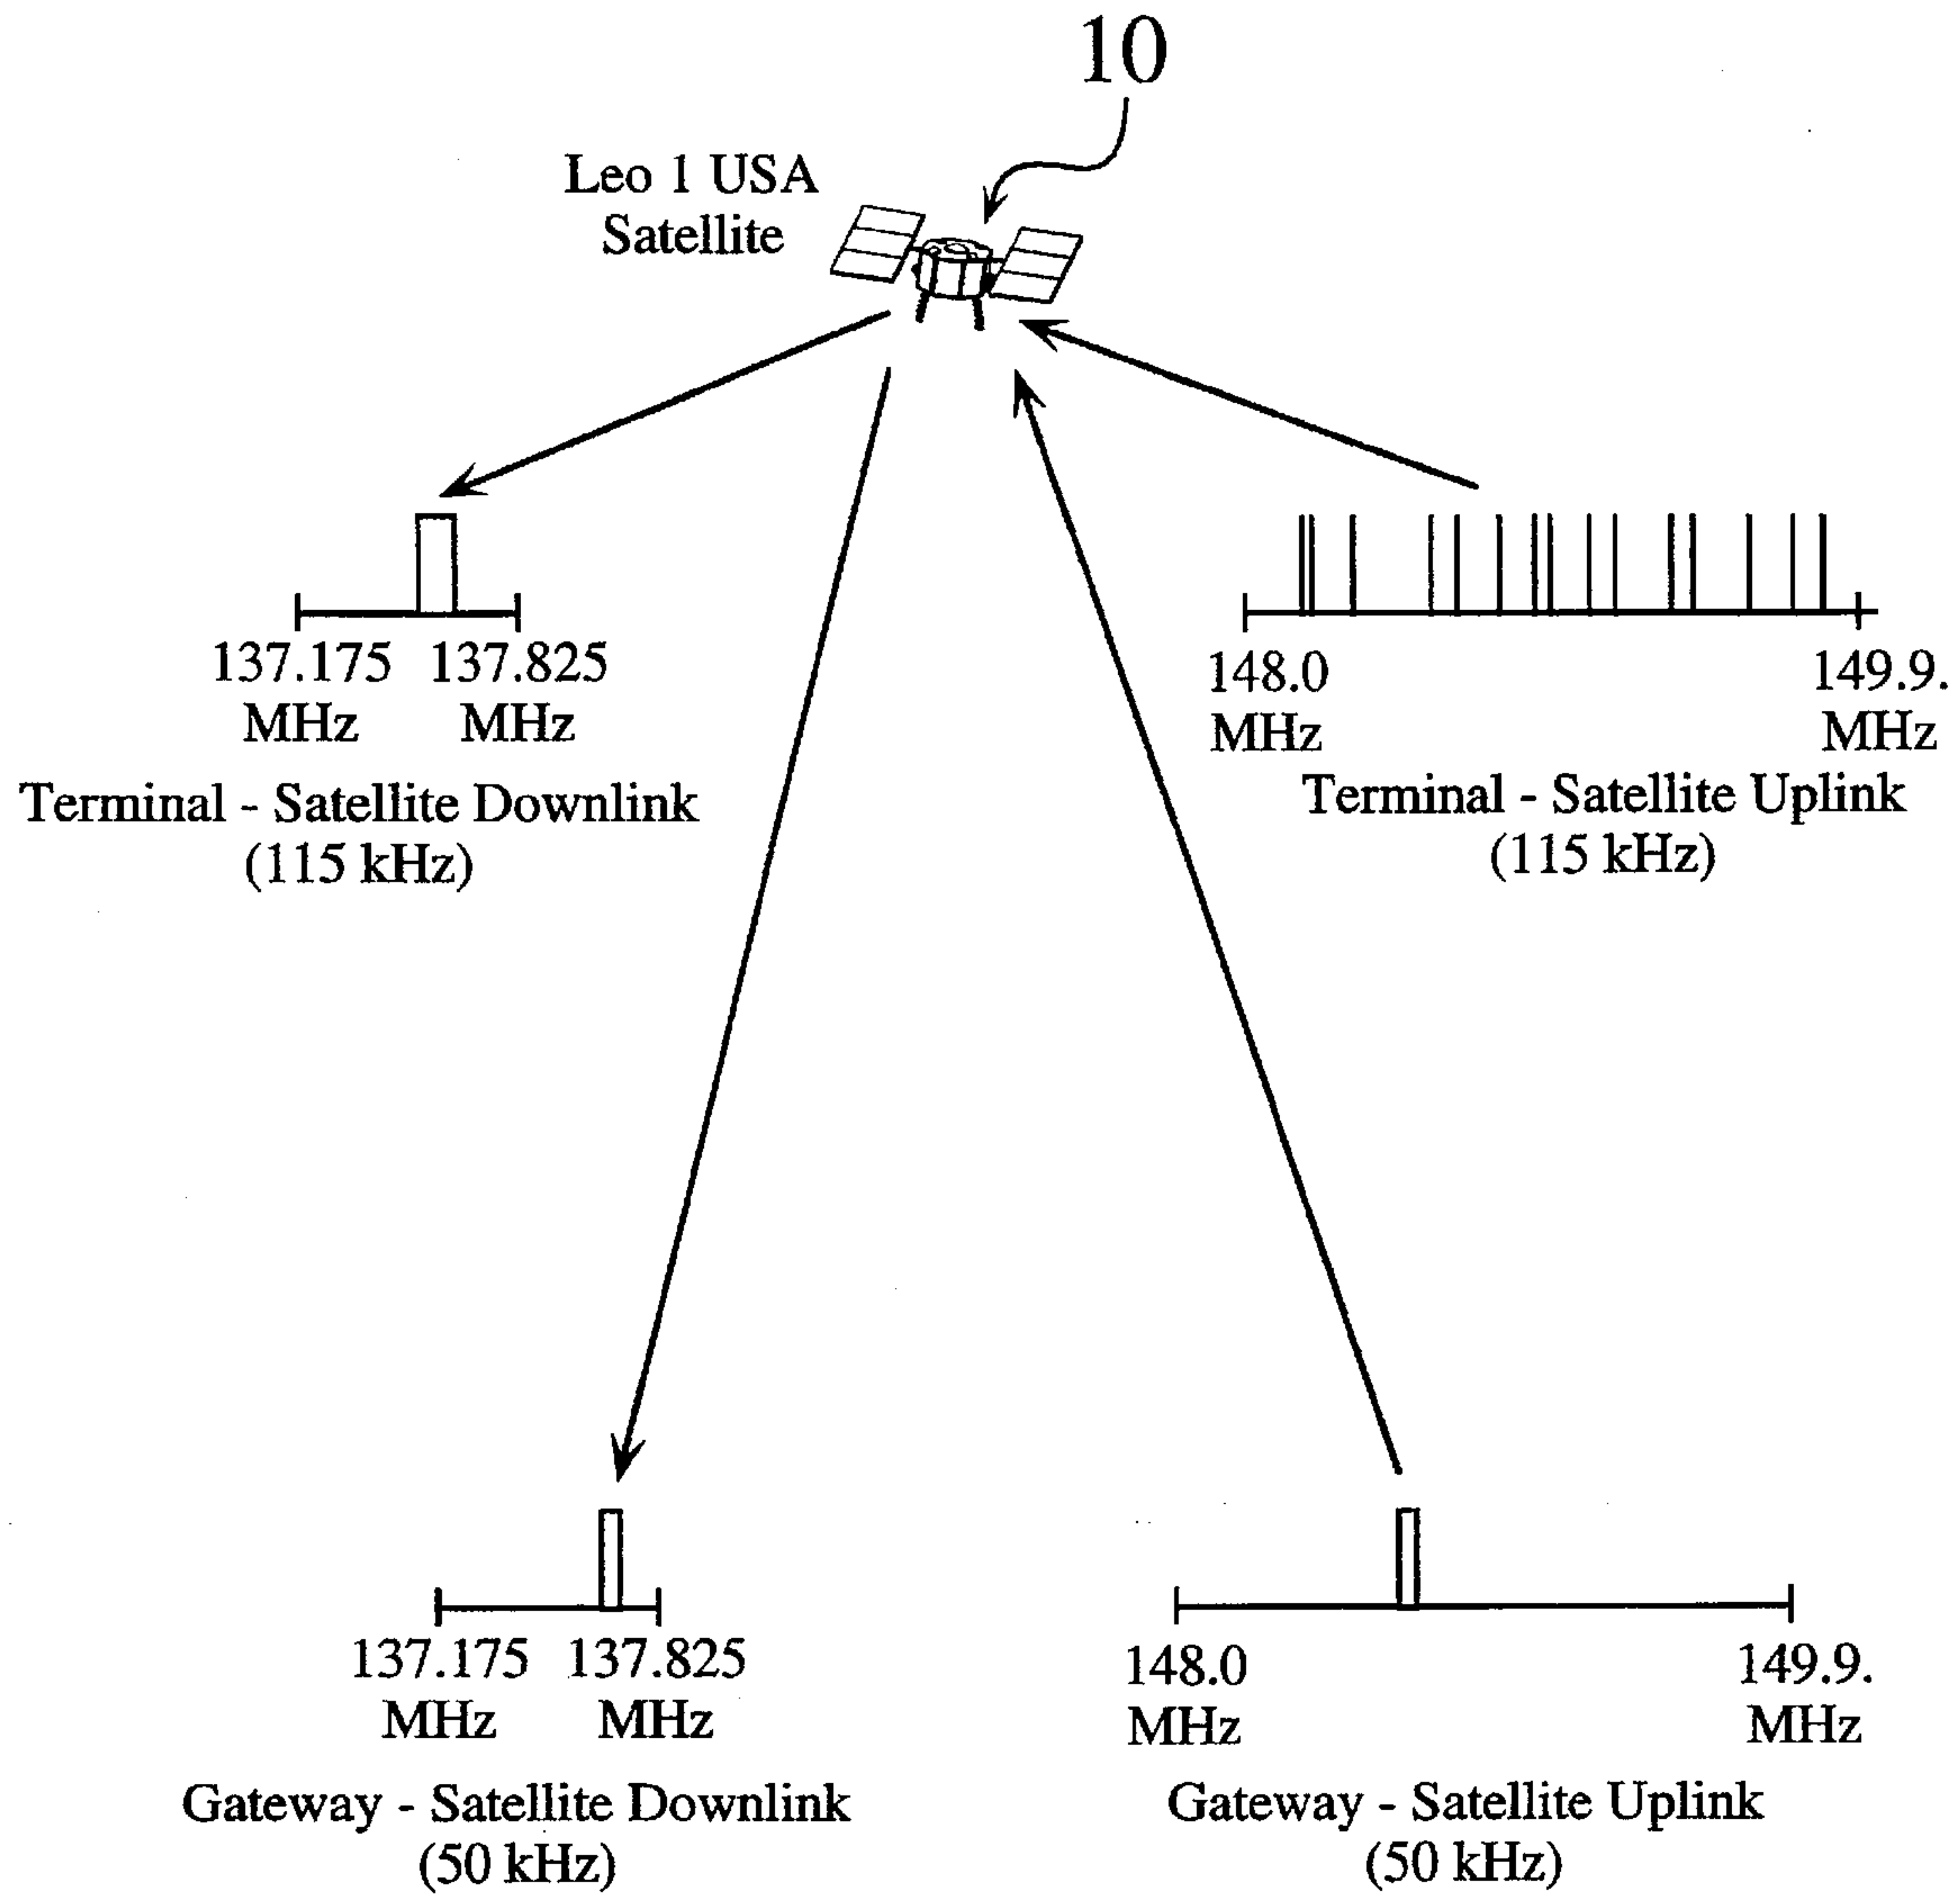 10
Leo 1 USA
Satellite
137.175
MHz
137.825
MHz
Terminal - Satellite Downlink
(115 kHz)
148.0
MHz
149.9.
MHz
Terminal - Satellite Uplink
(115 kHz)
137.175
MHz
137.825
MHz
Gateway - Satellite Downlink
(50 kHz)
148.0
MHz
149.9.
MHz
Gateway - Satellite Uplink
(50 kHz)